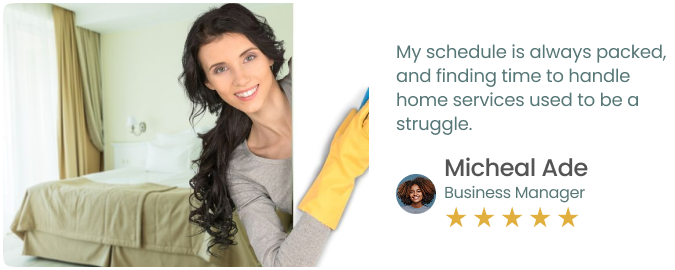 My schedule is always packed,
and finding time to handle
home services used to be a
struggle.
Micheal Ade
Business Manager